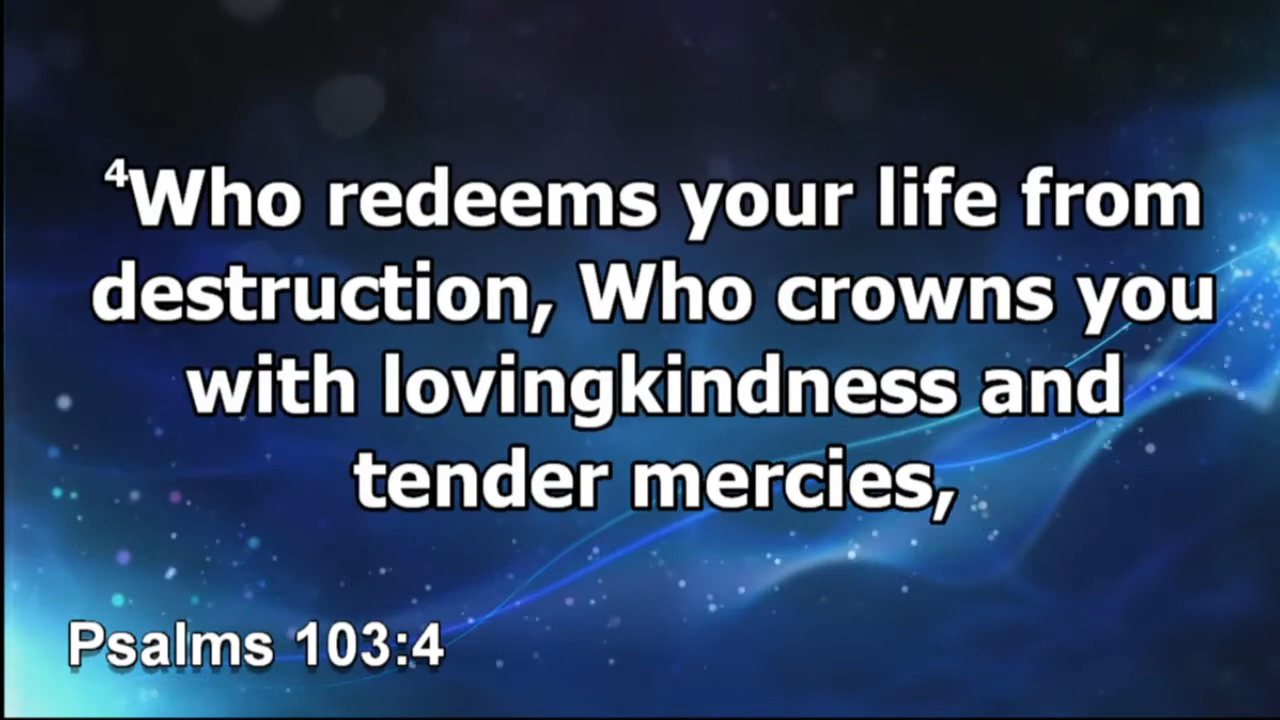 ⁴Who redeems your life from
destruction, Who crowns you
with lovingkindness and
tender mercies,
Psalms 103:4